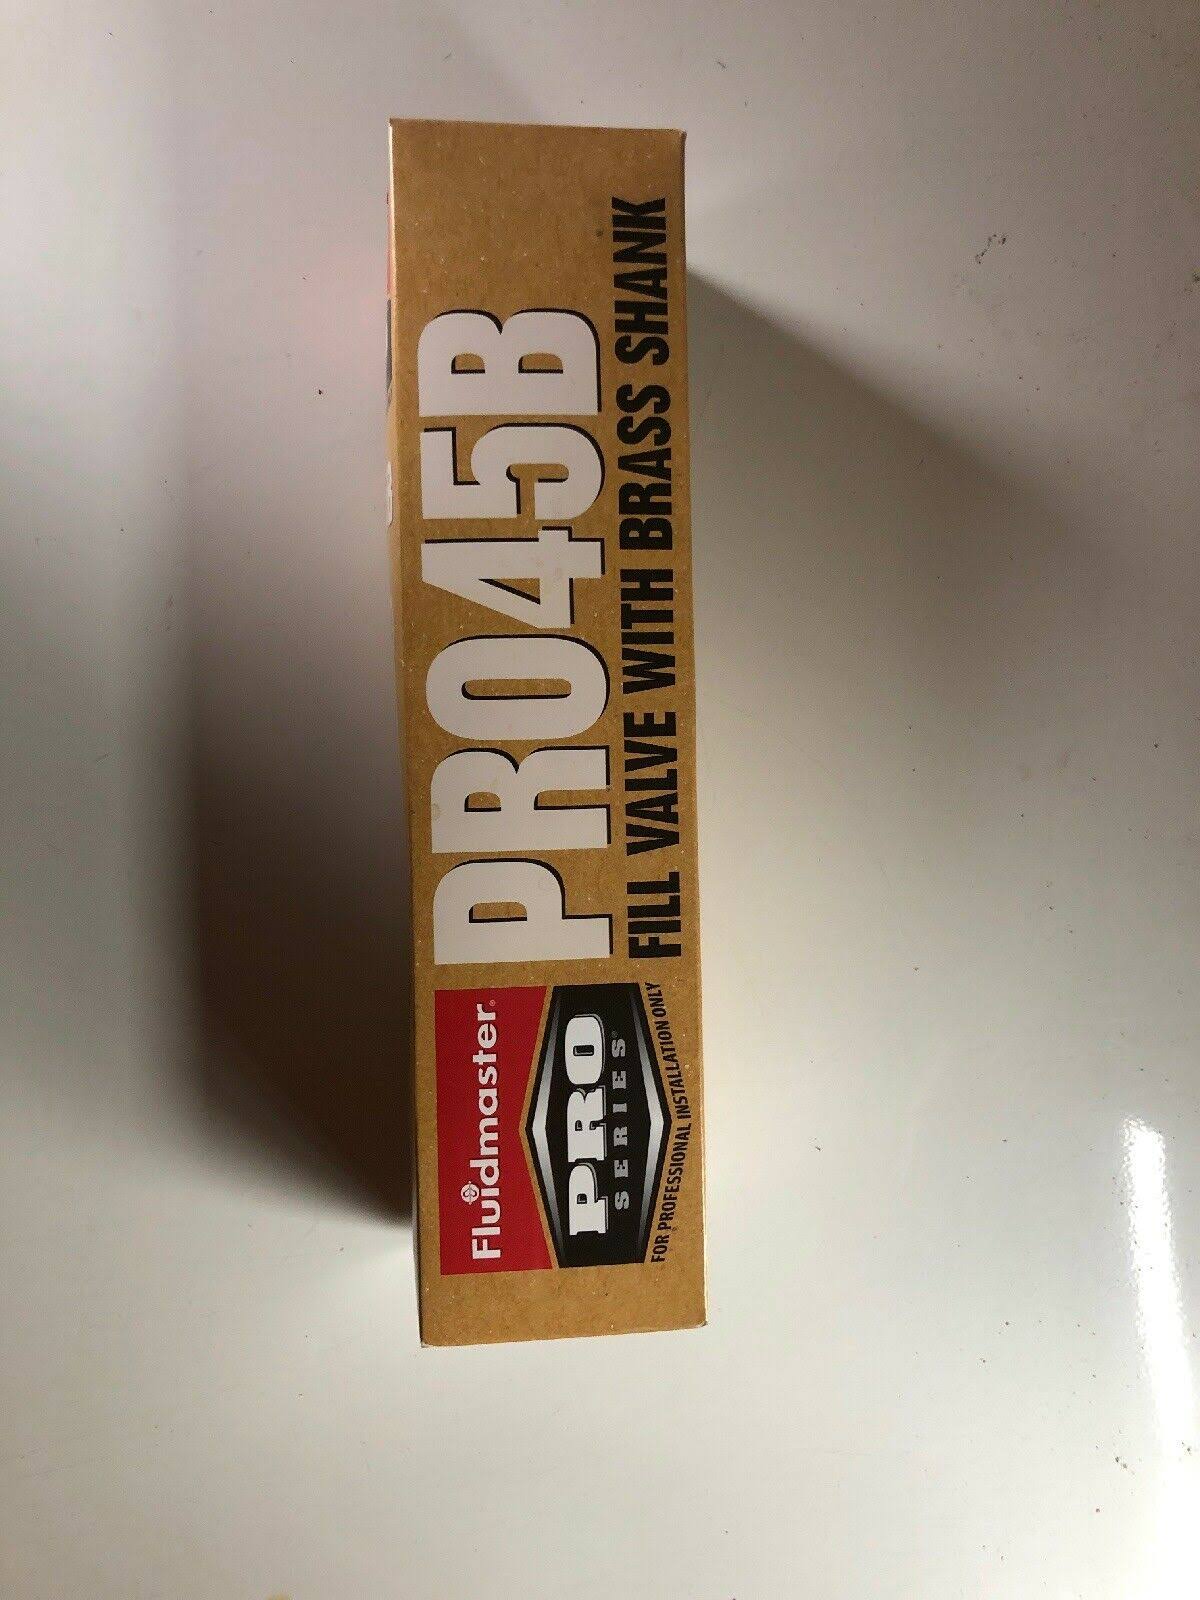 Fluidmaster®
PRO
SERIES®
FOR PROFESSIONAL INSTALLATION ONLY
PRO45B
FILL VALVE WITH BRASS SHANK